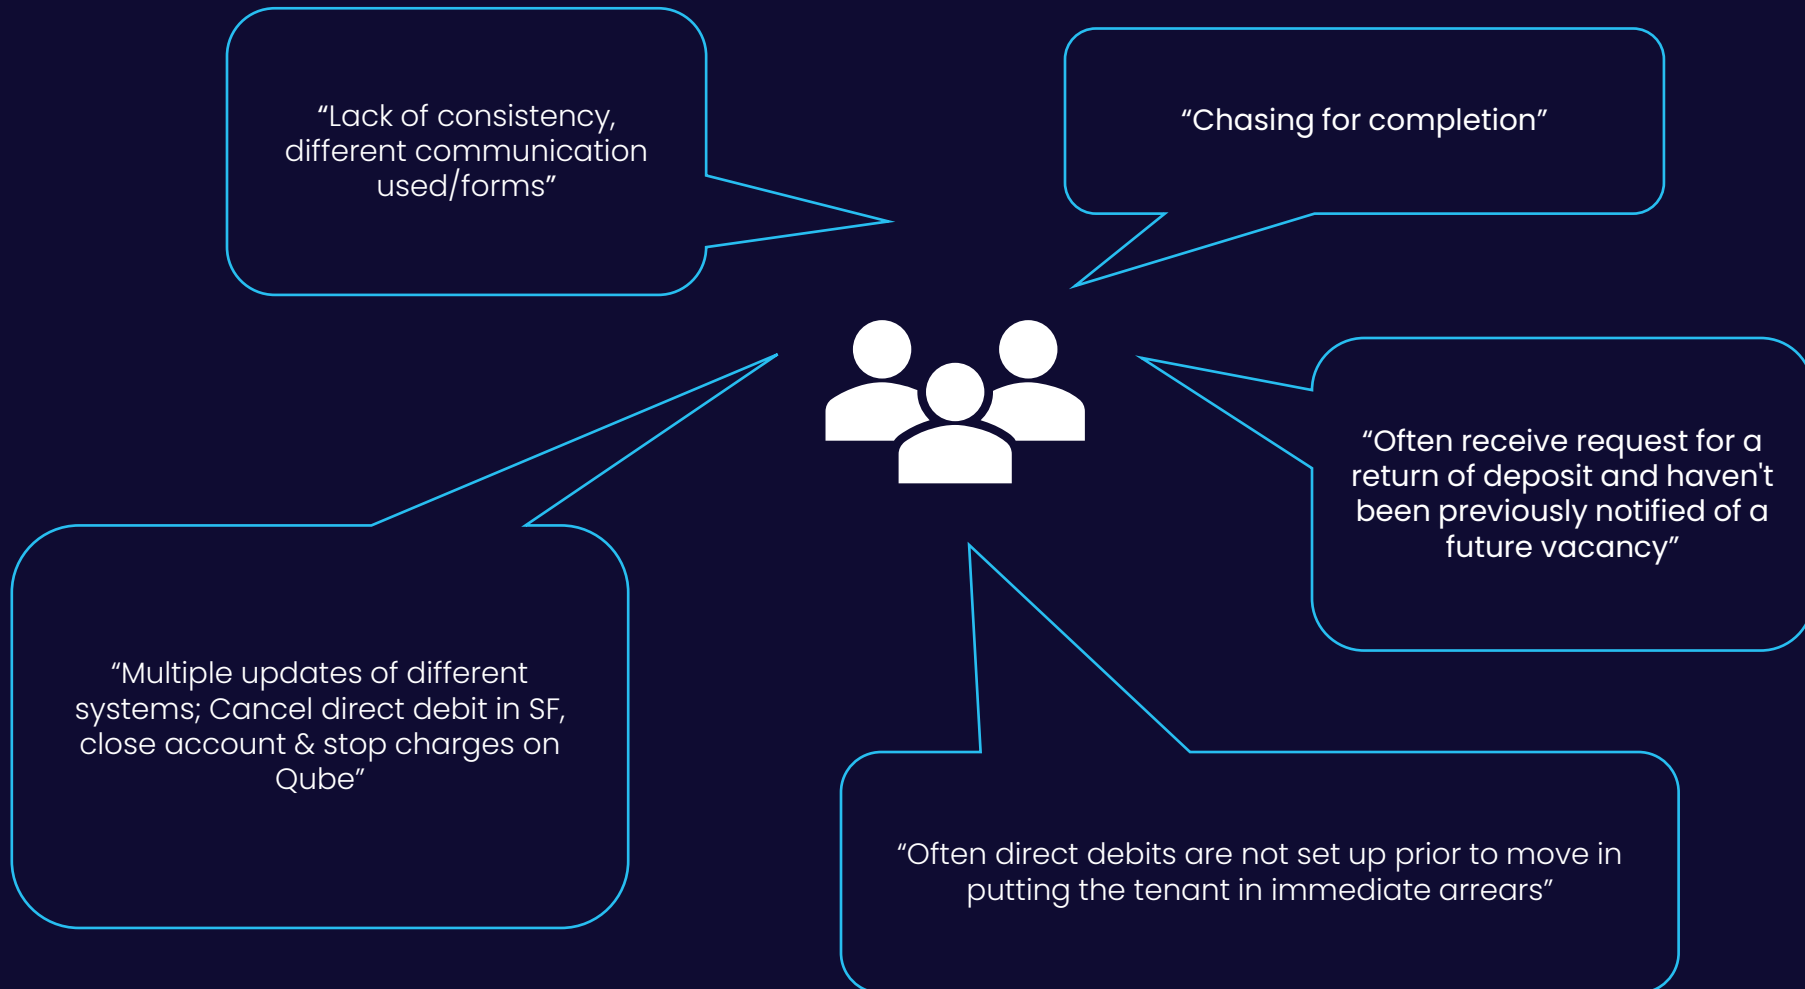 “Lack of consistency,
different communication
used/forms”
“Chasing for completion”
“Often receive request for a
return of deposit and haven't
been previously notified of a
future vacancy”
“Multiple updates of different
systems; Cancel direct debit in SF,
close account & stop charges on
Qube”
“Often direct debits are not set up prior to move in
putting the tenant in immediate arrears”